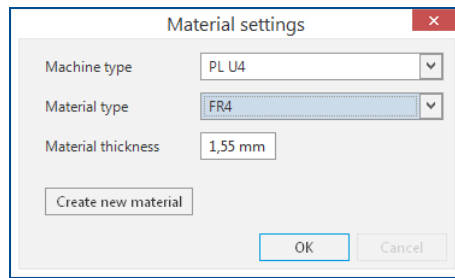 Material settings
Machine type PL U4
Material type FR4
Material thickness 1,55 mm
Create new material
OK Cancel